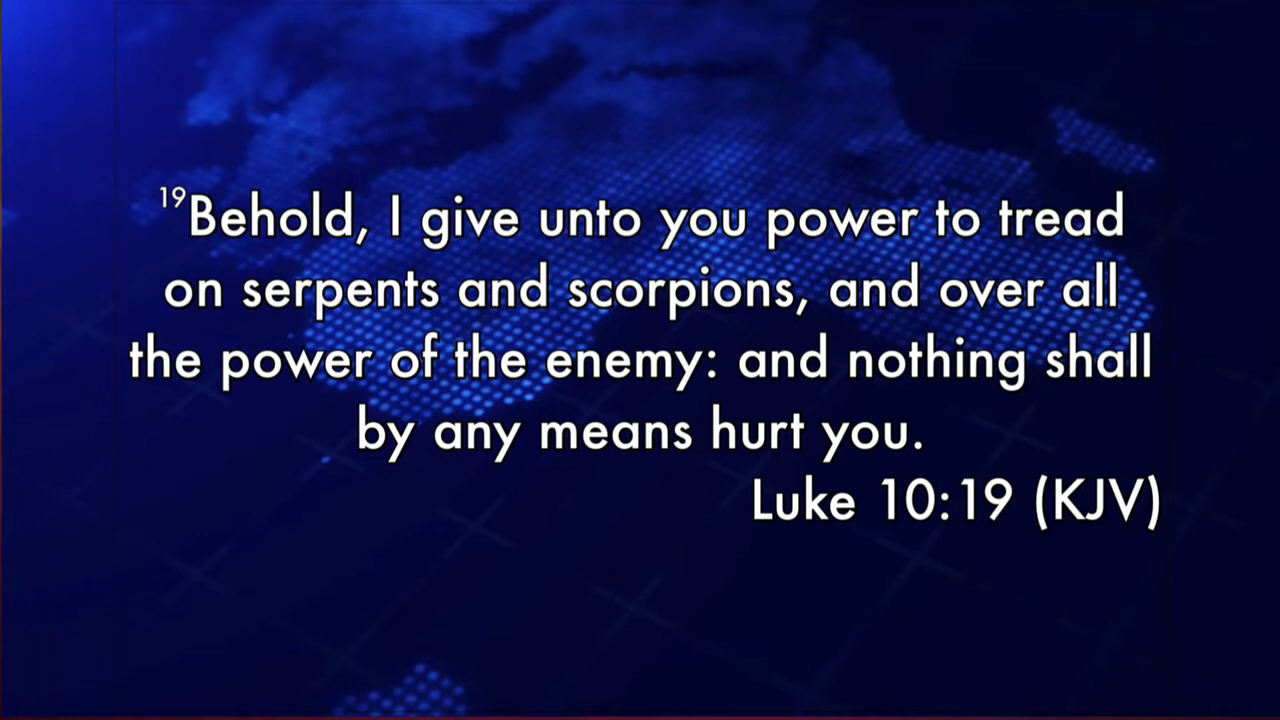 19Behold, I give unto you power to tread
on serpents and scorpions, and over all
the power of the enemy: and nothing shall
by any means hurt you.
Luke 10:19 (KJV)